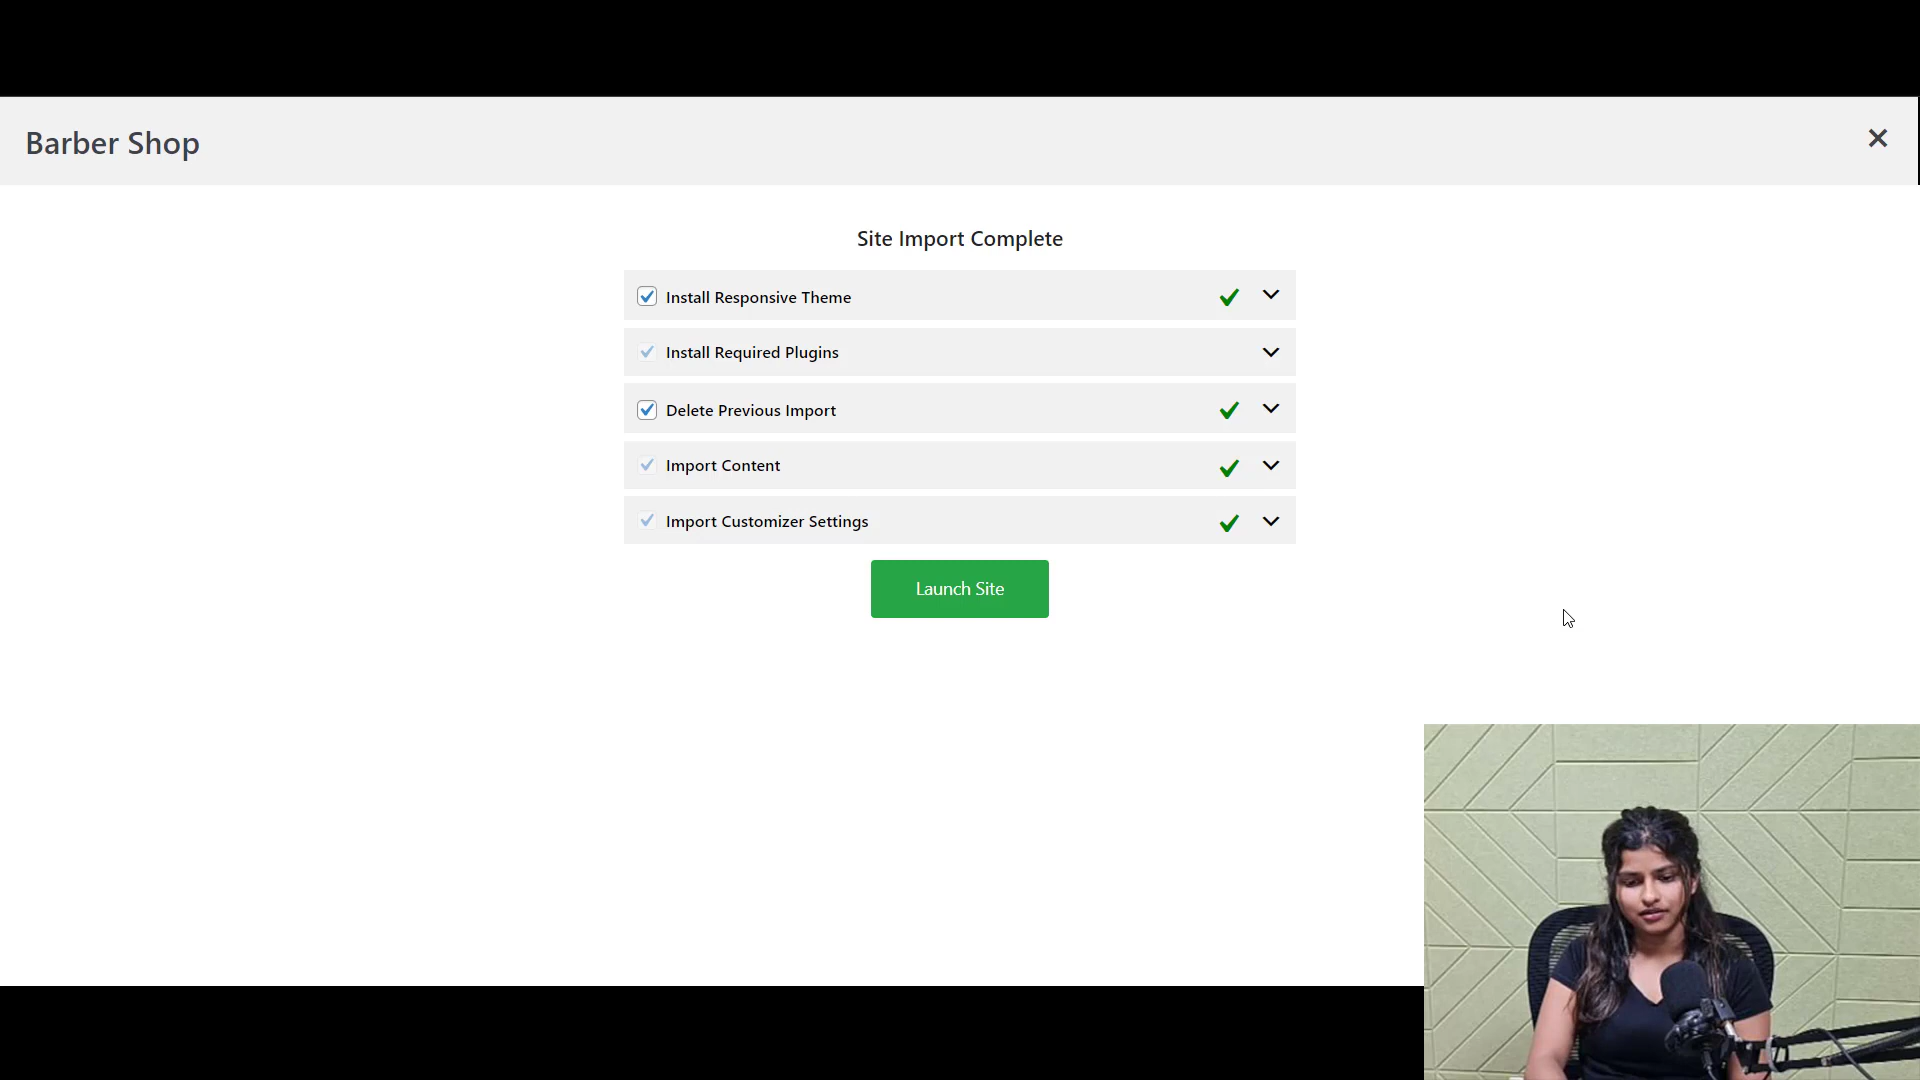 Barber Shop
Site Import Complete
Install Responsive Theme
Install Required Plugins
Delete Previous Import
Import Content
Import Customizer Settings
Launch Site